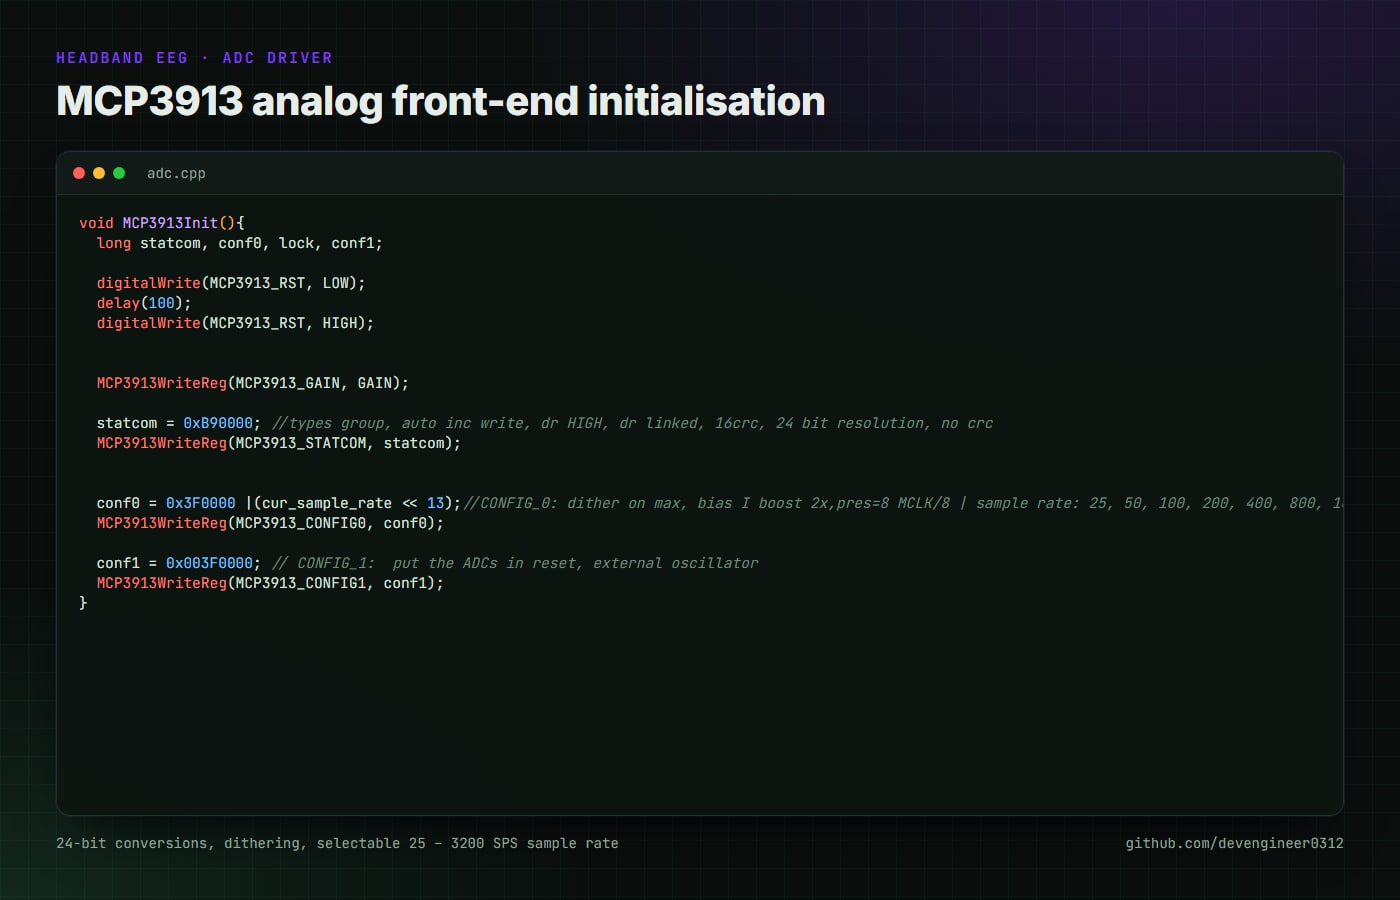 HEADBAND EEG · ADC DRIVER
MCP3913 analog front-end initialisation
adc.cpp
void MCP3913Init(){
long statcom, conf0, lock, conf1;
digitalWrite(MCP3913_RST, LOW);
delay(100);
digitalWrite(MCP3913_RST, HIGH);
MCP3913WriteReg(MCP3913_GAIN, GAIN);
statcom = 0xB90000; //types group, auto inc write, dr HIGH, dr linked, 16crc, 24 bit resolution, no crc
MCP3913WriteReg(MCP3913_STATCOM, statcom);
conf0 = 0x3F0000 |(cur_sample_rate << 13);//CONFIG_0: dither on max, bias I boost 2x,pres=8 MCLK/8 | sample rate: 25, 50, 100, 200, 400, 800,
MCP3913WriteReg(MCP3913_CONFIG0, conf0);
conf1 = 0x003F0000; // CONFIG_1:  put the ADCs in reset, external oscillator
MCP3913WriteReg(MCP3913_CONFIG1, conf1);
}
24-bit conversions, dithering, selectable 25 – 3200 SPS sample rate
github.com/devengineer0312